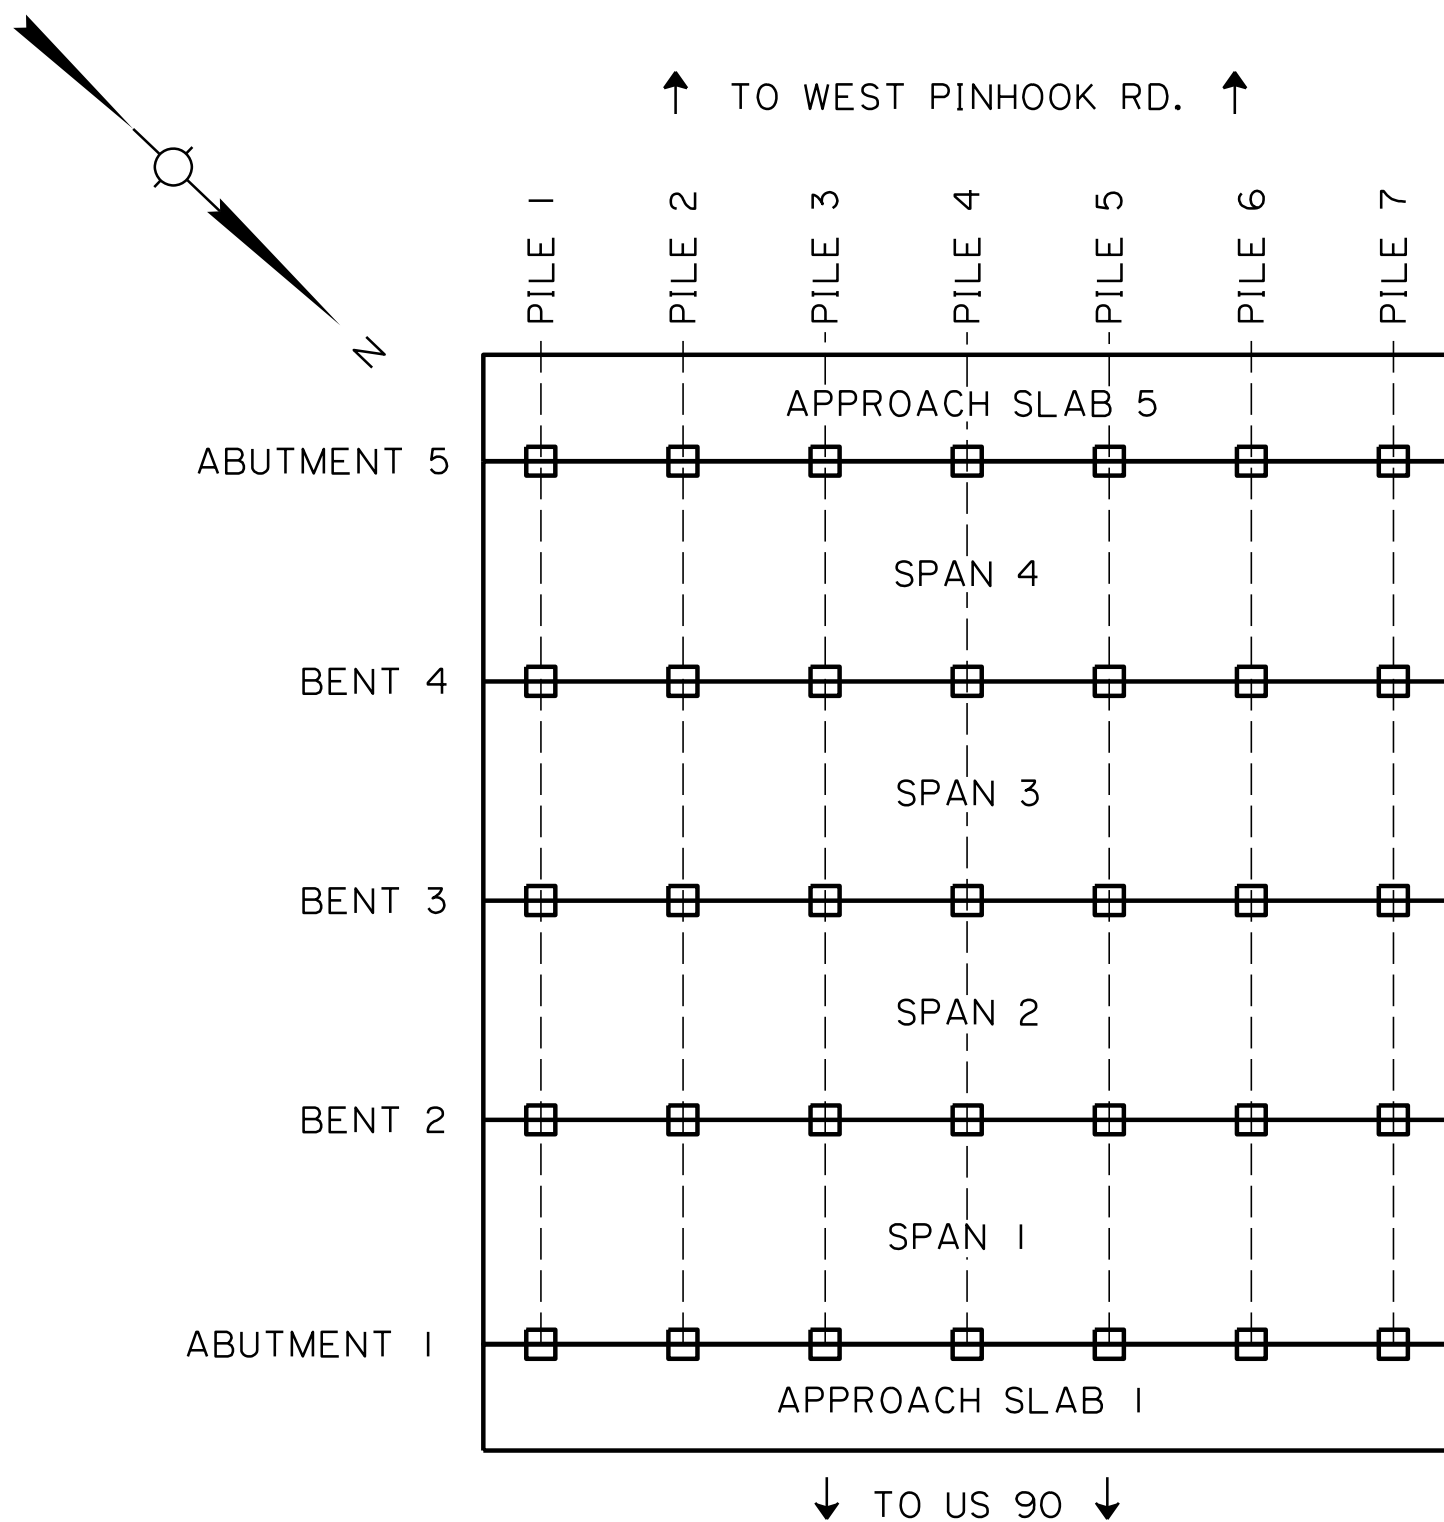 TO WEST PINHOOK RD.
PILE 1
PILE 2
PILE 3
PILE 4
PILE 5
PILE 6
PILE 7
N
APPROACH SLAB 5
ABUTMENT 5
SPAN 4
BENT 4
SPAN 3
BENT 3
SPAN 2
BENT 2
SPAN 1
ABUTMENT 1
APPROACH SLAB 1
TO US 90